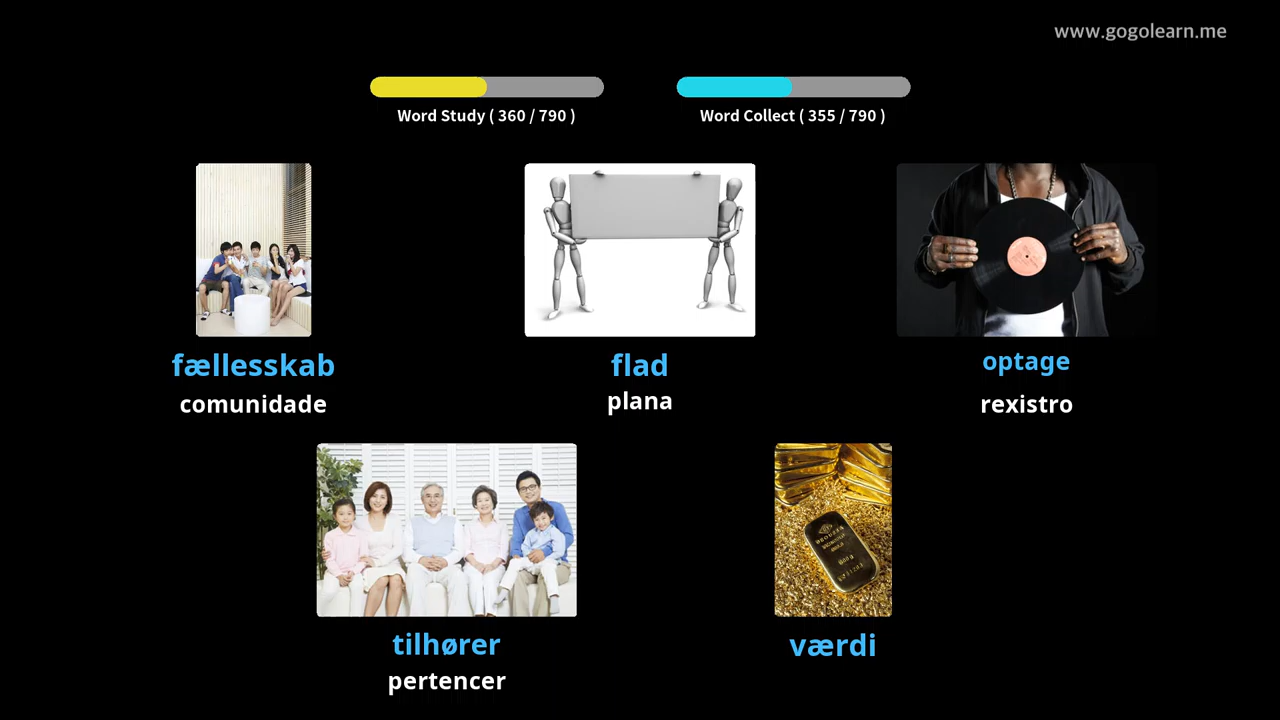 www.gogolearn.me
Word Study ( 360 / 790 )
Word Collect ( 355 / 790 )
fællesskab
comunidade
flad
plana
optage
rexistro
tilhører
pertencer
værdi